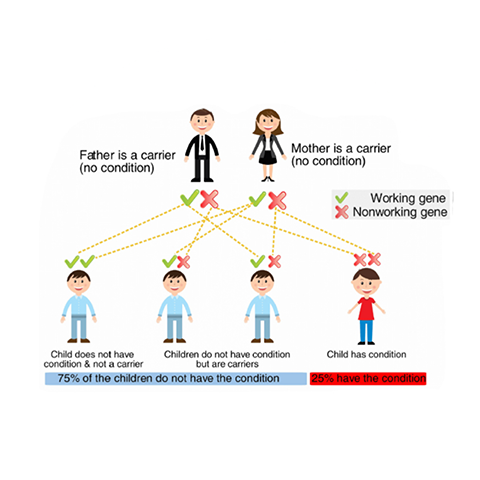 Father is a carrier
(no condition)
Mother is a carrier
(no condition)
Working gene
Nonworking gene
Child does not have
condition & not a carrier
Children do not have condition
but are carriers
Child has condition
75% of the children do not have the condition
25% have the condition